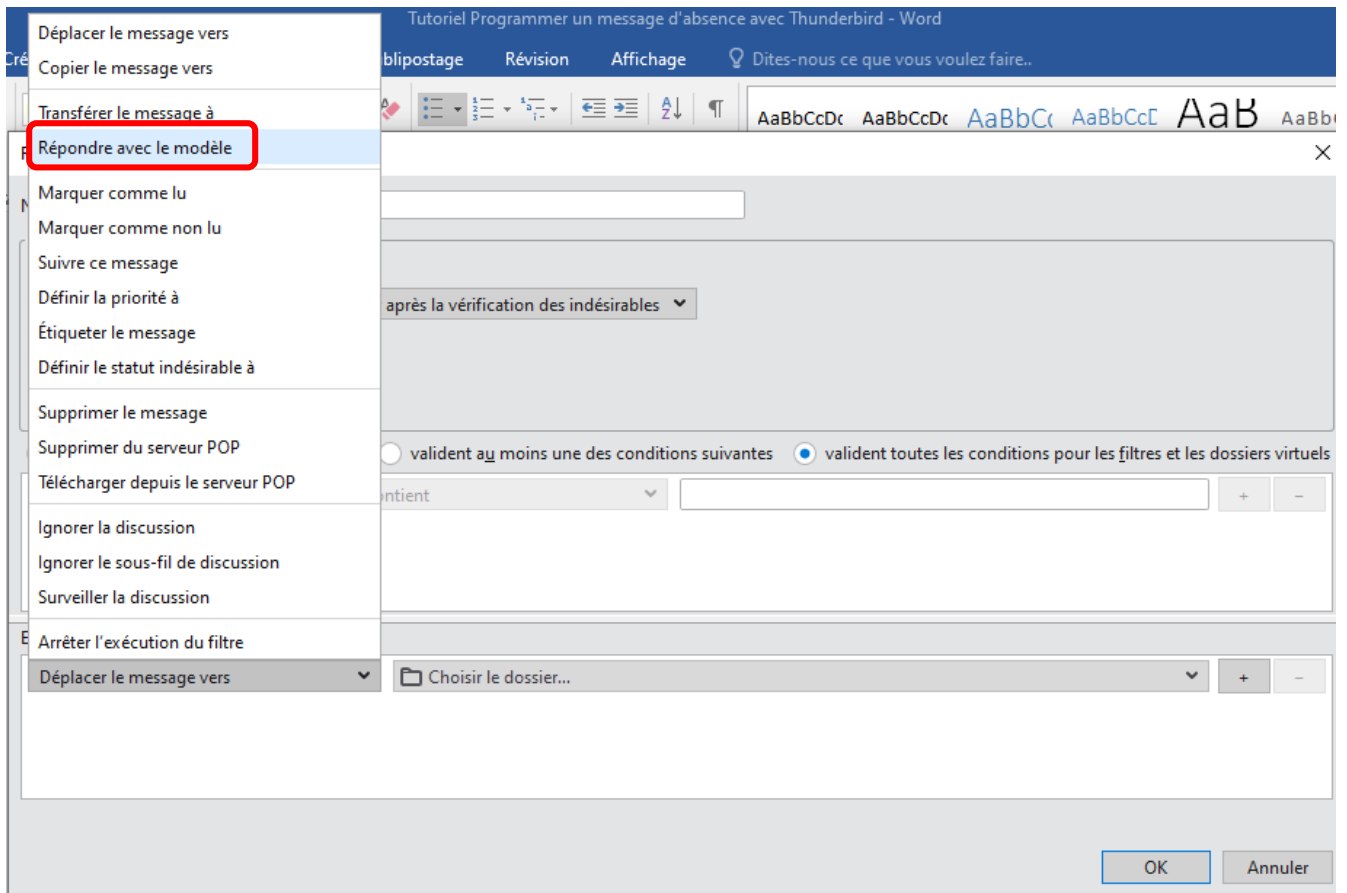 Tutoriel Programmer un message d'absence avec Thunderbird - Word
Cré
blipostage Révision Affichage Dites-nous ce que vous voulez faire..
AaBbCcDc AaBbCcDc AaBbC( AaBbCcE AaB AaBb(
Déplacer le message vers
Copier le message vers
Transférer le message à
Répondre avec le modèle
Marquer comme lu
Marquer comme non lu
Suivre ce message
Définir la priorité à
Étiqueter le message
Définir le statut indésirable à
Supprimer le message
Supprimer du serveur POP
Télécharger depuis le serveur POP
Ignorer la discussion
Ignorer le sous-fil de discussion
Surveiller la discussion
Arrêter l'exécution du filtre
après la vérification des indésirables
valident au moins une des conditions suivantes valident toutes les conditions pour les filtres et les dossiers virtuels
ntient + −
Déplacer le message vers Choisir le dossier... + −
OK Annuler